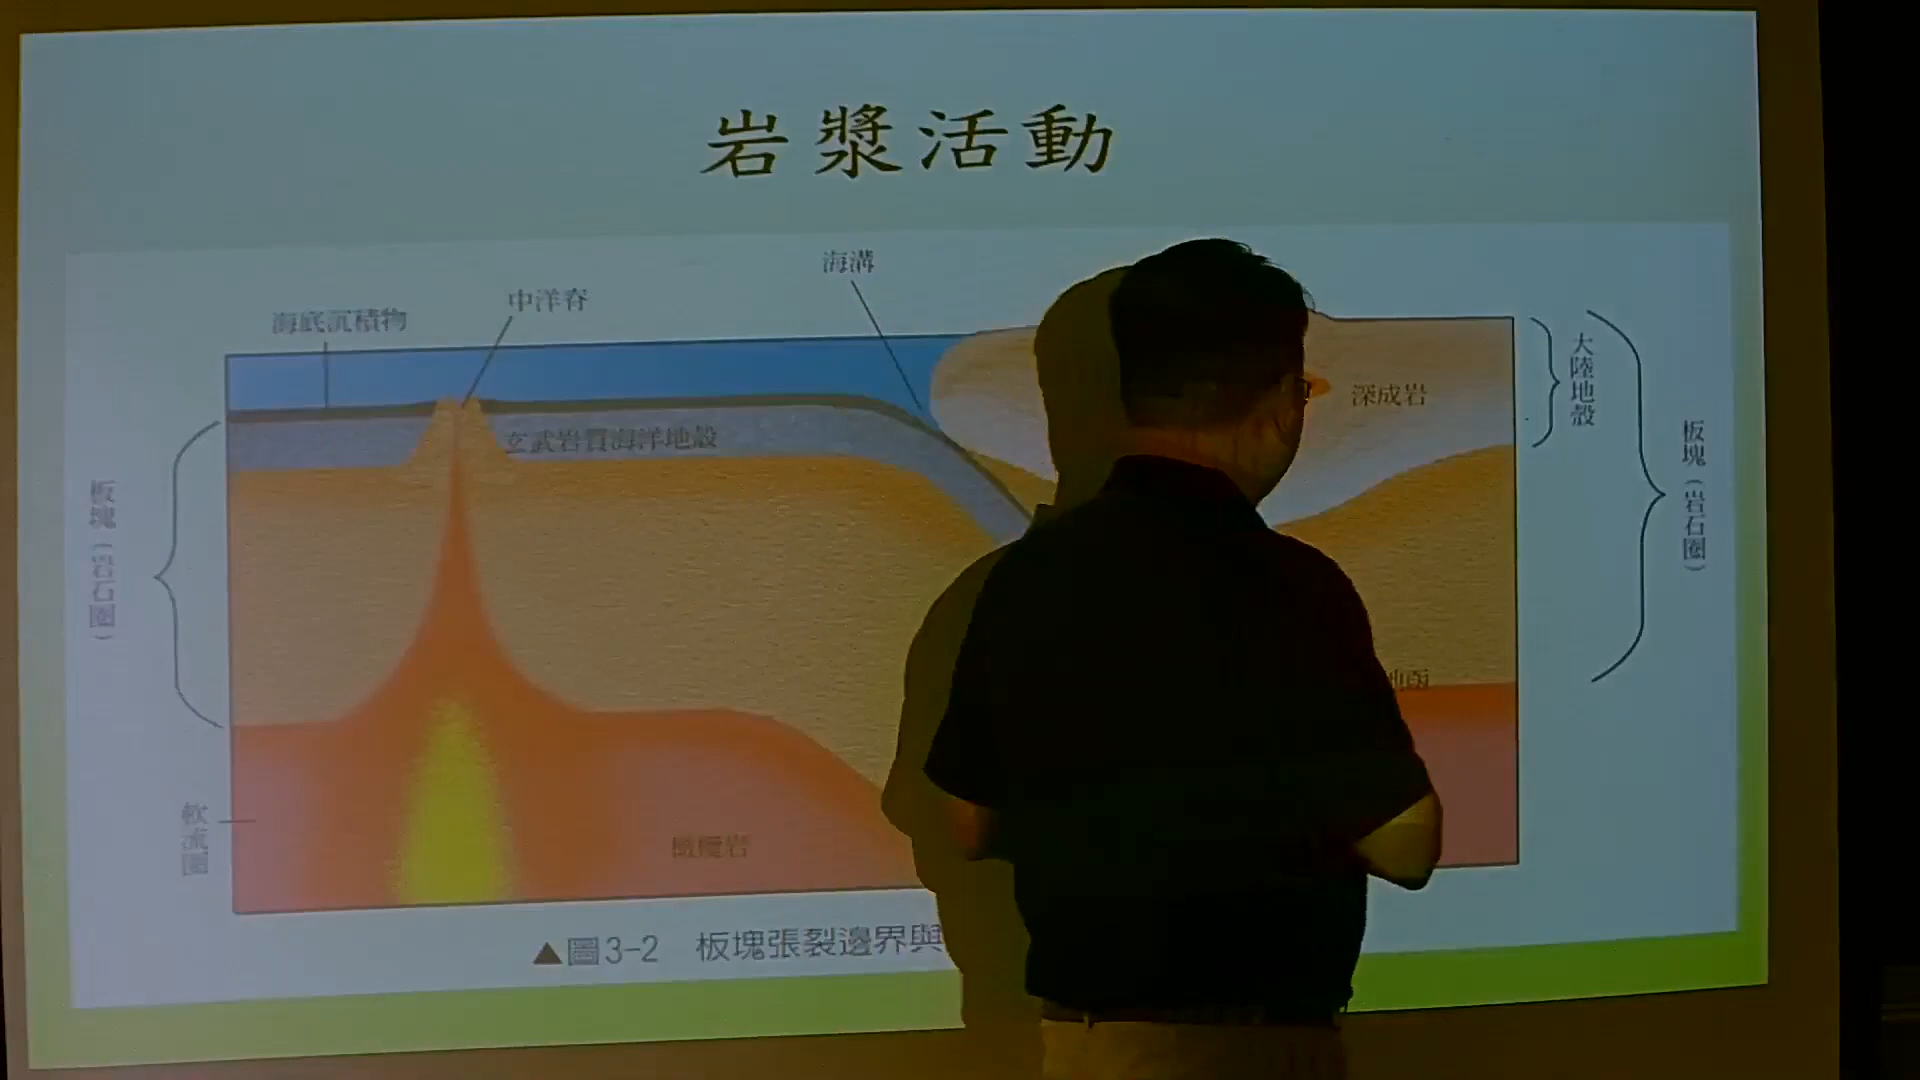 岩漿活動
海溝
中洋脊
海底沉積物
大陸地殼
深成岩
玄武岩質海洋地殼
板塊（岩石圈）
板塊（岩石圈）
地函
軟流圈
橄欖岩
▲圖3-2 板塊張裂邊界與